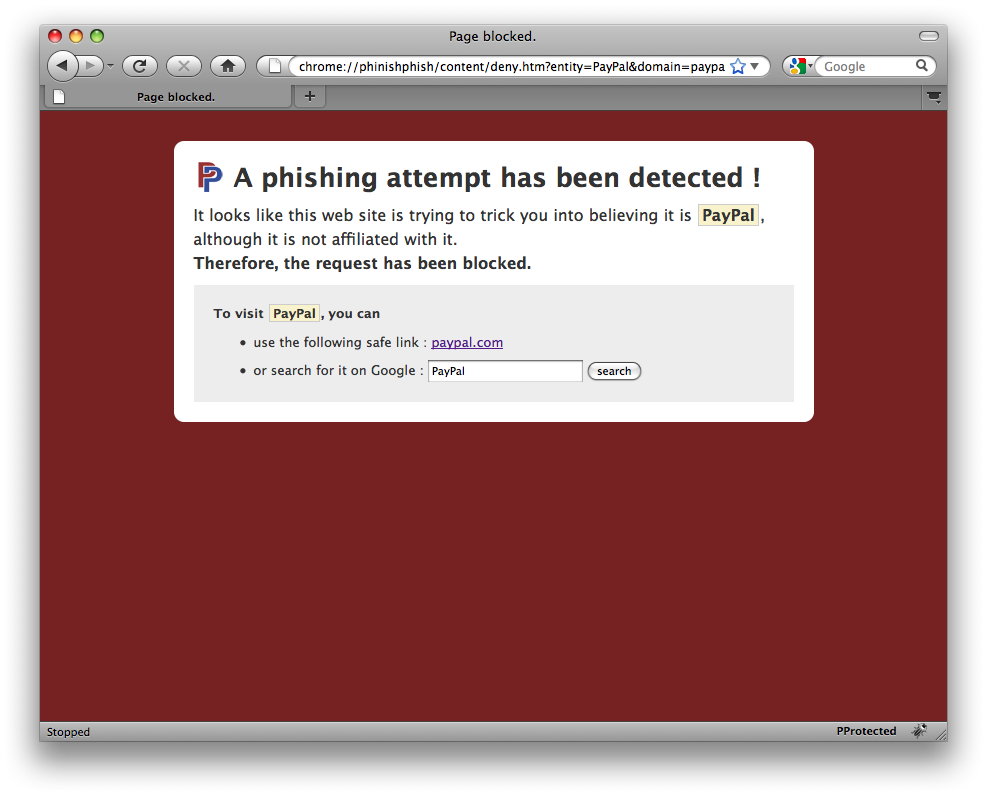 Page blocked.
chrome://phinishphish/content/deny.htm?entity=PayPal&domain=paypa
Google
Page blocked.
+
PP A phishing attempt has been detected !
It looks like this web site is trying to trick you into believing it is PayPal,
although it is not affiliated with it.
Therefore, the request has been blocked.
To visit PayPal, you can
• use the following safe link : paypal.com
• or search for it on Google : PayPal search
Stopped PProtected